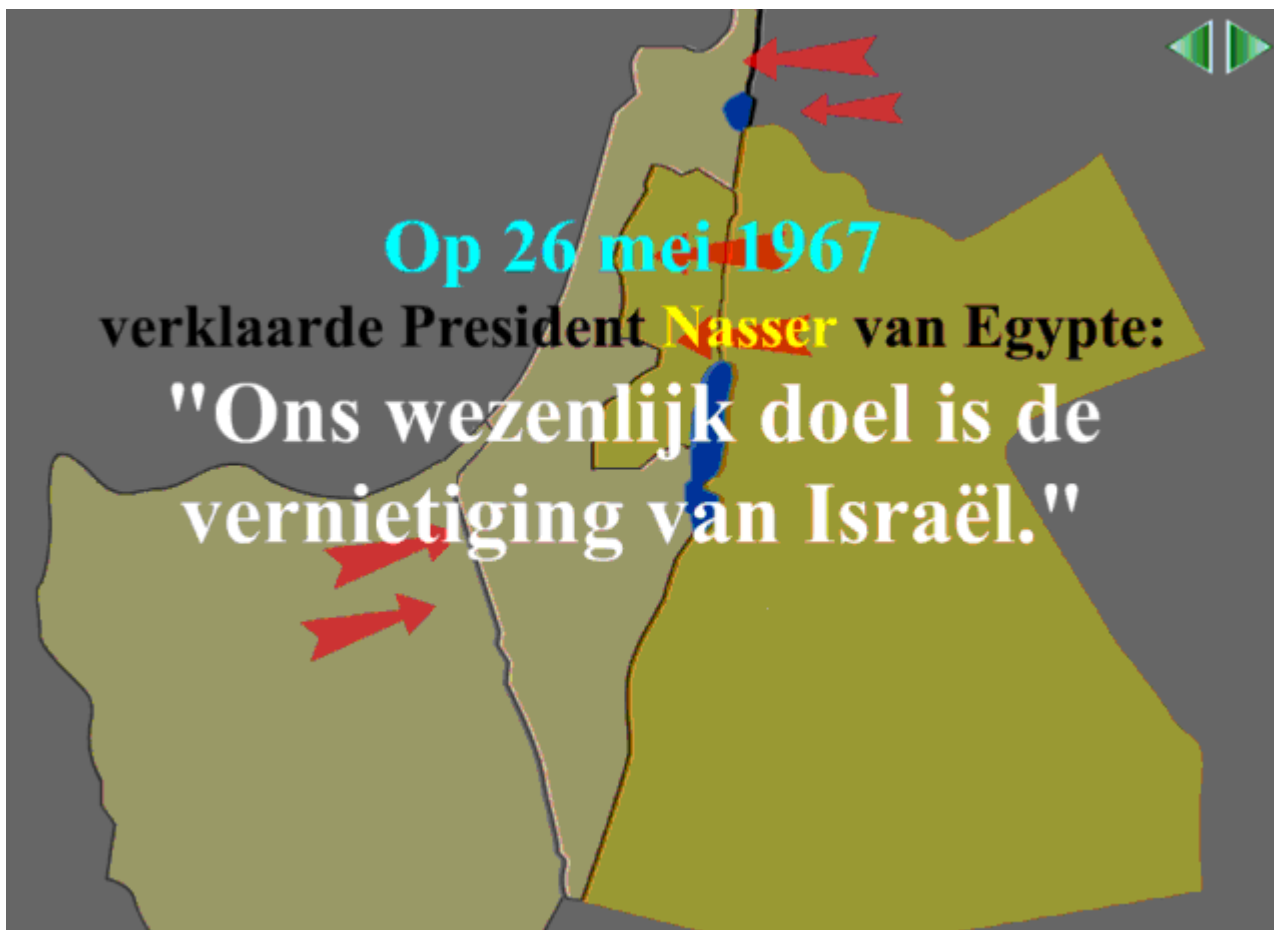 Op 26 mei 1967
verklaarde President Nasser van Egypte:
"Ons wezenlijk doel is de
vernietiging van Israël."